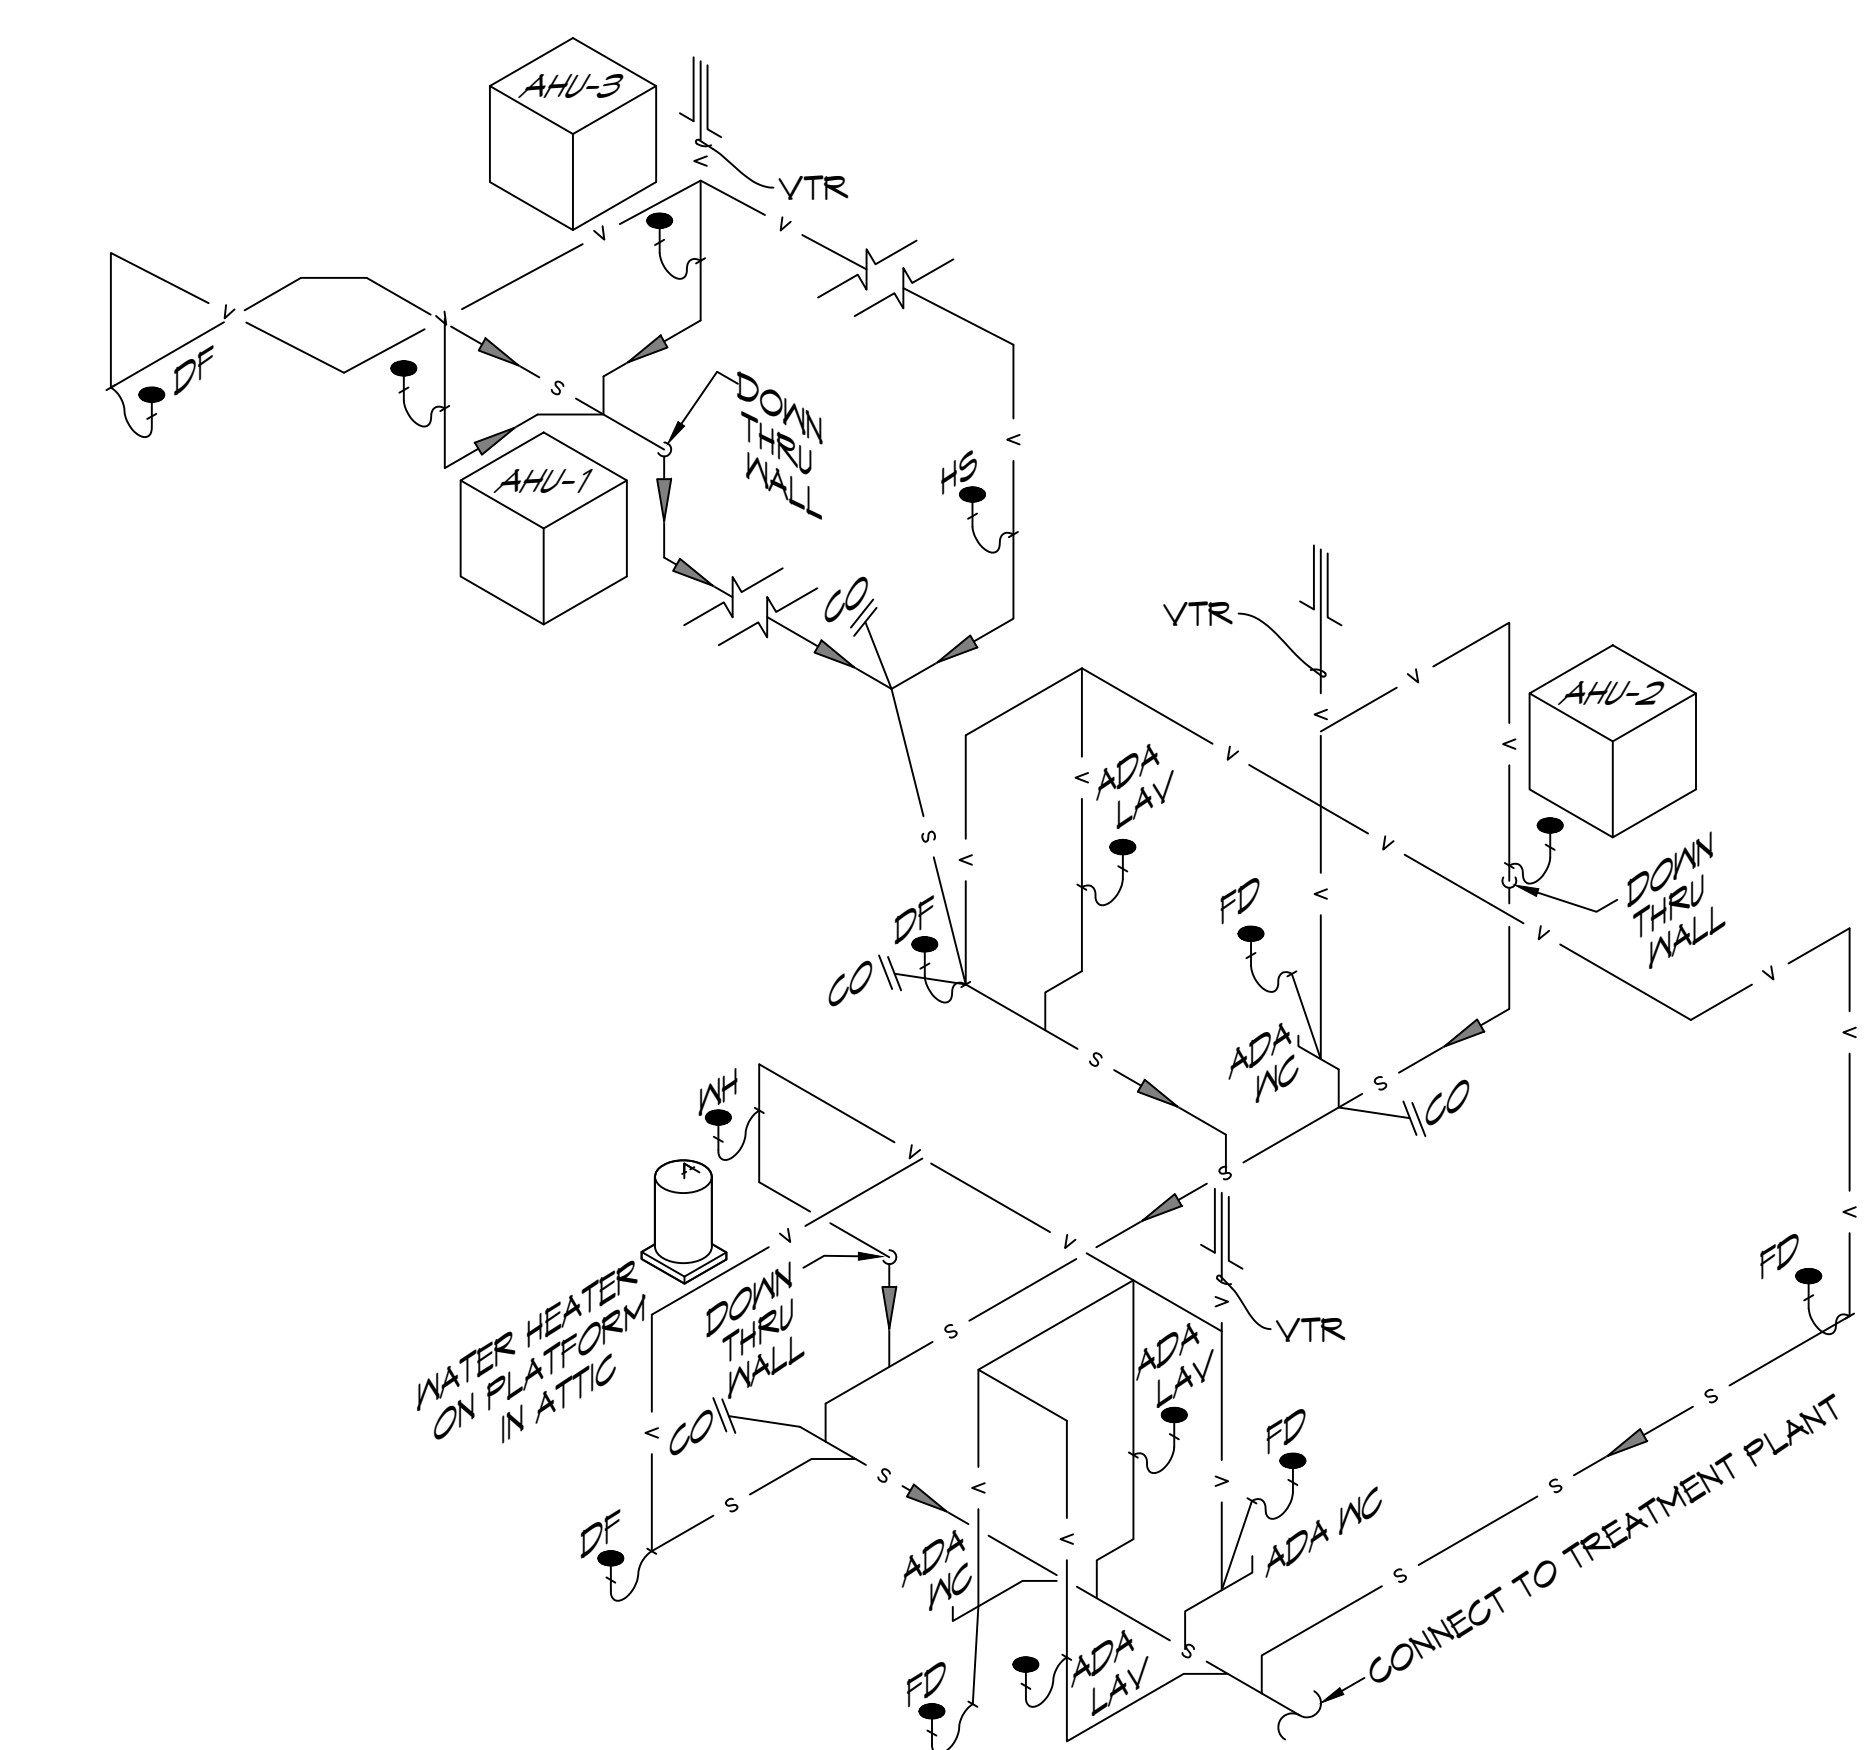 AHU-3
VTR
DF
AHU-1
DOWN
THRU
WALL
HS
CO
VTR
AHU-2
ADA
LAV
DOWN
THRU
WALL
FD
DF
CO
ADA
WC
CO
WH
WATER HEATER
ON PLATFORM
IN ATTIC
DOWN
THRU
WALL
FD
VTR
ADA
LAV
CO
FD
ADA WC
DF
ADA
WC
CONNECT TO TREATMENT PLANT
ADA
LAV
FD
V
V
V
V
S
V
V
V
V
V
S
V
V
V
V
V
V
V
V
V
S
S
S
V
V
V
V
V
S
V
S
S
V
V
V
S
S
S
S